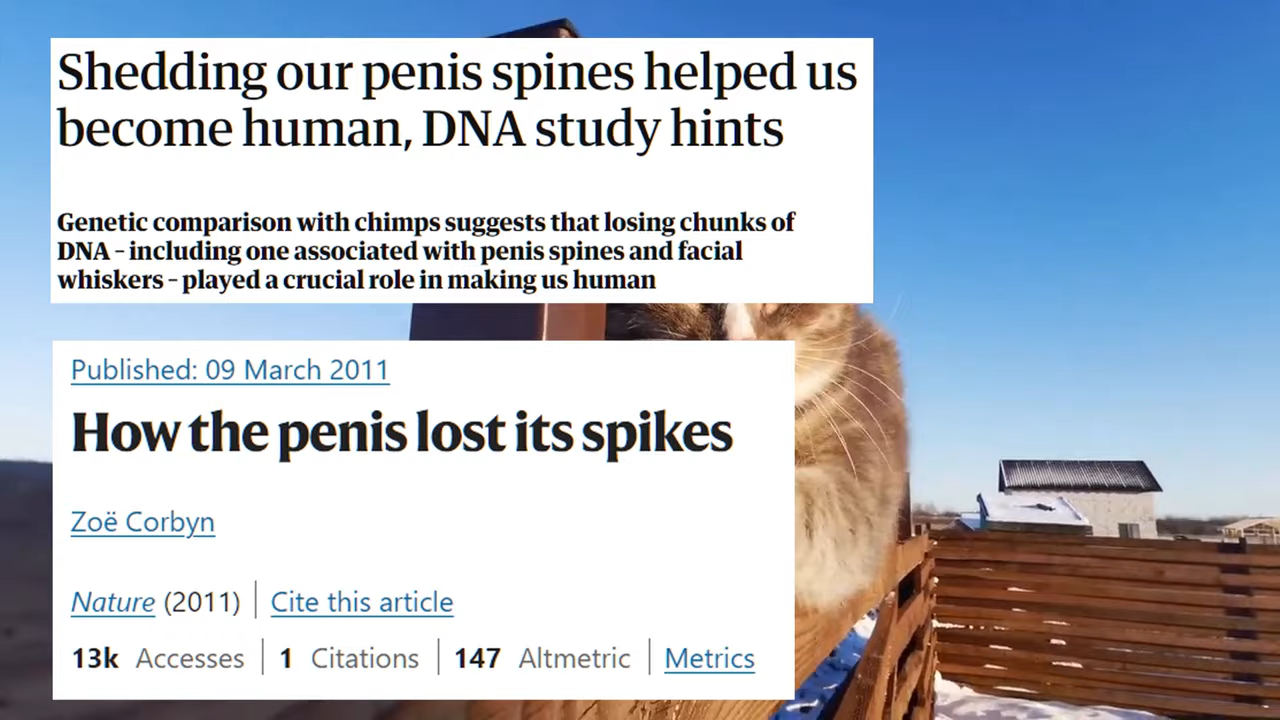 Shedding our penis spines helped us
become human, DNA study hints
Genetic comparison with chimps suggests that losing chunks of
DNA – including one associated with penis spines and facial
whiskers – played a crucial role in making us human
Published: 09 March 2011
How the penis lost its spikes
Zoë Corbyn
Nature (2011) | Cite this article
13k Accesses | 1 Citations | 147 Altmetric | Metrics